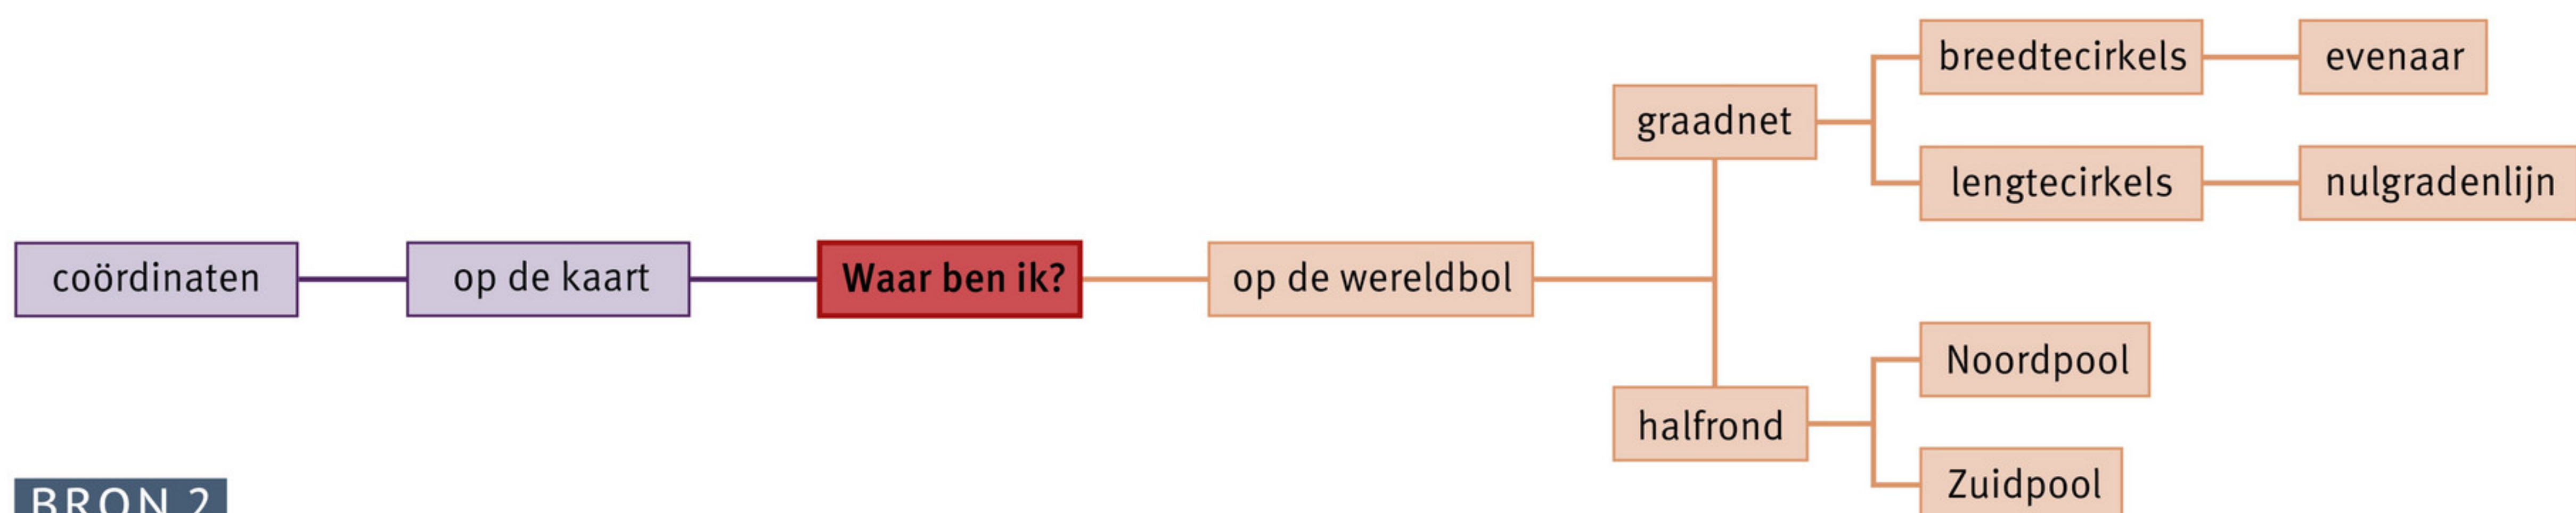 breedtecirkels
evenaar
graadnet
lengtecirkels
nulgradenlijn
coördinaten
op de kaart
Waar ben ik?
op de wereldbol
Noordpool
halfrond
Zuidpool
BRON 2